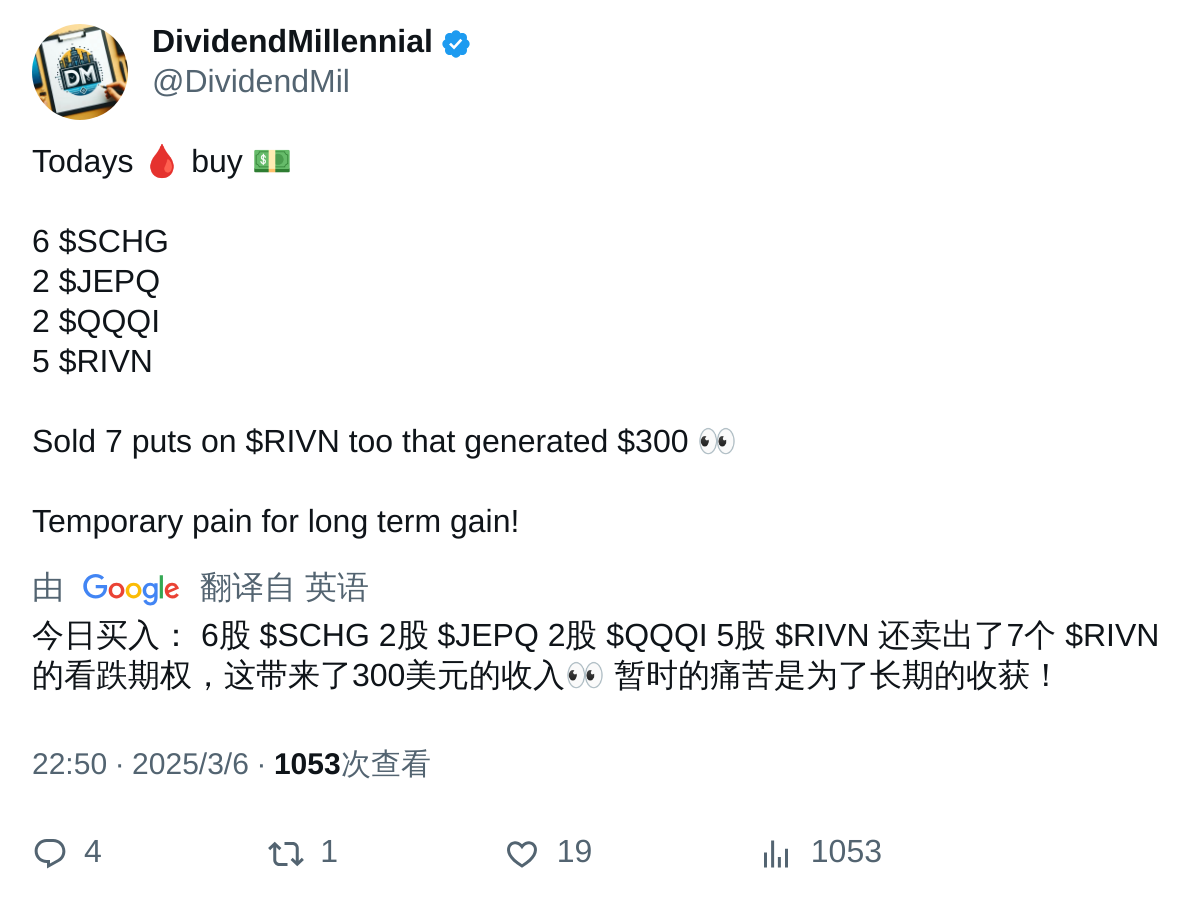 DividendMillennial
@DividendMil
Todays 🩸 buy 💵
6 $SCHG
2 $JEPQ
2 $QQQI
5 $RIVN
Sold 7 puts on $RIVN too that generated $300 👀
Temporary pain for long term gain!
由 Google 翻译自 英语
今日买入： 6股 $SCHG 2股 $JEPQ 2股 $QQQI 5股 $RIVN 还卖出了7个 $RIVN
的看跌期权，这带来了300美元的收入👀 暂时的痛苦是为了长期的收获！
22:50 · 2025/3/6 · 1053次查看
4 1 19 1053